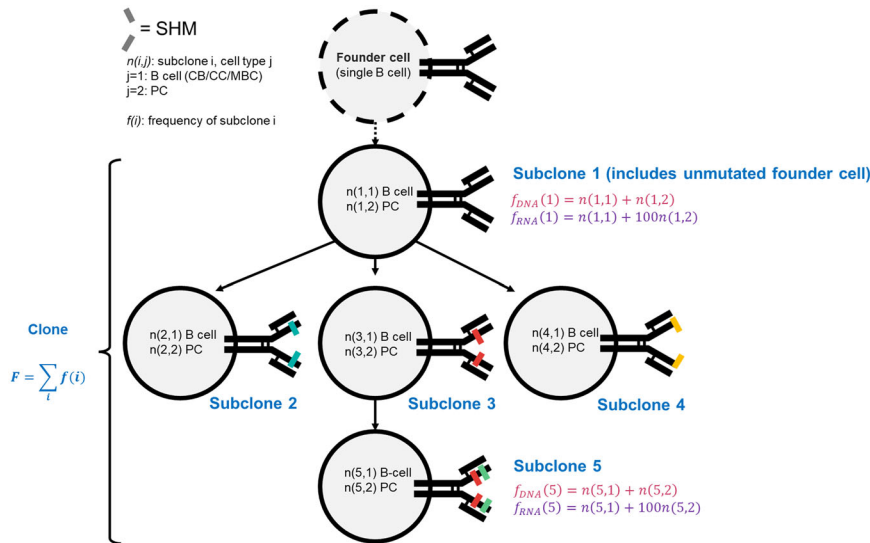 = SHM
n(i,j): subclone i, cell type j
j=1: B cell (CB/CC/MBC)
j=2: PC
f(i): frequency of subclone i
Founder cell
(single B cell)
n(1,1) B cell
n(1,2) PC
Subclone 1 (includes unmutated founder cell)
f_DNA(1) = n(1,1) + n(1,2)
f_RNA(1) = n(1,1) + 100n(1,2)
Clone
F = ∑_i f(i)
n(2,1) B cell
n(2,2) PC
Subclone 2
n(3,1) B cell
n(3,2) PC
Subclone 3
n(4,1) B cell
n(4,2) PC
Subclone 4
n(5,1) B-cell
n(5,2) PC
Subclone 5
f_DNA(5) = n(5,1) + n(5,2)
f_RNA(5) = n(5,1) + 100n(5,2)